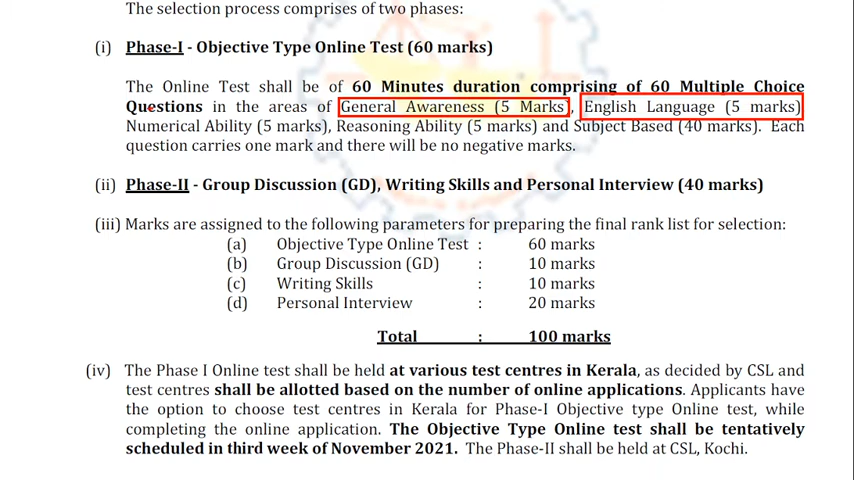 The selection process comprises of two phases:
(i) Phase-I - Objective Type Online Test (60 marks)
The Online Test shall be of 60 Minutes duration comprising of 60 Multiple Choice
Questions in the areas of General Awareness (5 Marks), English Language (5 marks)
Numerical Ability (5 marks), Reasoning Ability (5 marks) and Subject Based (40 marks). Each
question carries one mark and there will be no negative marks.
(ii) Phase-II - Group Discussion (GD), Writing Skills and Personal Interview (40 marks)
(iii) Marks are assigned to the following parameters for preparing the final rank list for selection:
(a) Objective Type Online Test : 60 marks
(b) Group Discussion (GD) : 10 marks
(c) Writing Skills : 10 marks
(d) Personal Interview : 20 marks
Total : 100 marks
(iv) The Phase I Online test shall be held at various test centres in Kerala, as decided by CSL and
test centres shall be allotted based on the number of online applications. Applicants have
the option to choose test centres in Kerala for Phase-I Objective type Online test, while
completing the online application. The Objective Type Online test shall be tentatively
scheduled in third week of November 2021. The Phase-II shall be held at CSL, Kochi.